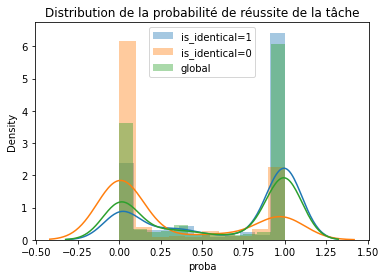 Distribution de la probabilité de réussite de la tâche
is_identical=1
is_identical=0
global
Density
7
6
5
4
3
2
1
0
−0.50 −0.25 0.00 0.25 0.50 0.75 1.00 1.25 1.50
proba